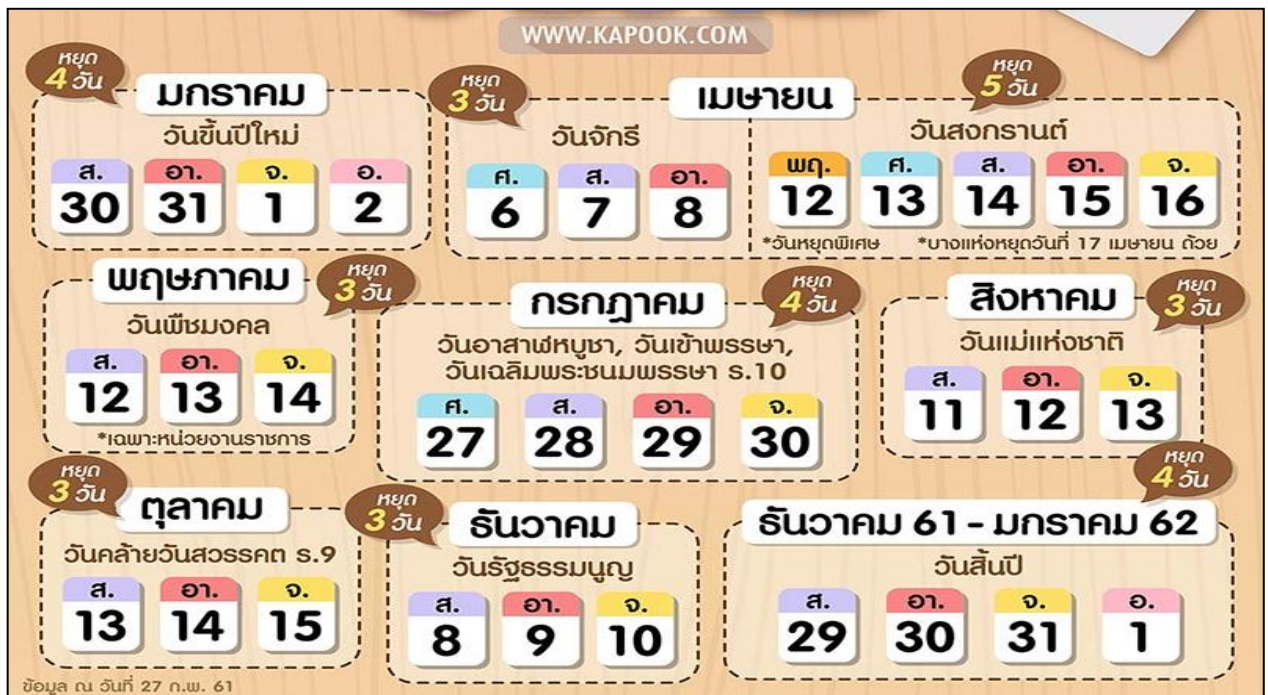 WWW.KAPOOK.COM
หยุด
4 วัน
มกราคม
วันขึ้นปีใหม่
ส. อา. จ. อ.
30 31 1 2
หยุด
3 วัน
เมษายน
หยุด
5 วัน
วันจักรี
ศ. ส. อา.
6 7 8
วันสงกรานต์
พฤ. ศ. ส. อา. จ.
12 13 14 15 16
*วันหยุดพิเศษ *บางแห่งหยุดวันที่ 17 เมษายน ด้วย
พฤษภาคม
หยุด
3 วัน
วันพืชมงคล
ส. อา. จ.
12 13 14
*เฉพาะหน่วยงานราชการ
กรกฎาคม
หยุด
4 วัน
วันอาสาฬหบูชา, วันเข้าพรรษา,
วันเฉลิมพระชนมพรรษา ร.10
ศ. ส. อา. จ.
27 28 29 30
สิงหาคม
หยุด
3 วัน
วันแม่แห่งชาติ
ส. อา. จ.
11 12 13
หยุด
3 วัน
ตุลาคม
วันคล้ายวันสวรรคต ร.9
ส. อา. จ.
13 14 15
หยุด
3 วัน
ธันวาคม
วันรัฐธรรมนูญ
ส. อา. จ.
8 9 10
หยุด
4 วัน
ธันวาคม 61 - มกราคม 62
วันสิ้นปี
ส. อา. จ. อ.
29 30 31 1
ข้อมูล ณ วันที่ 27 ก.พ. 61